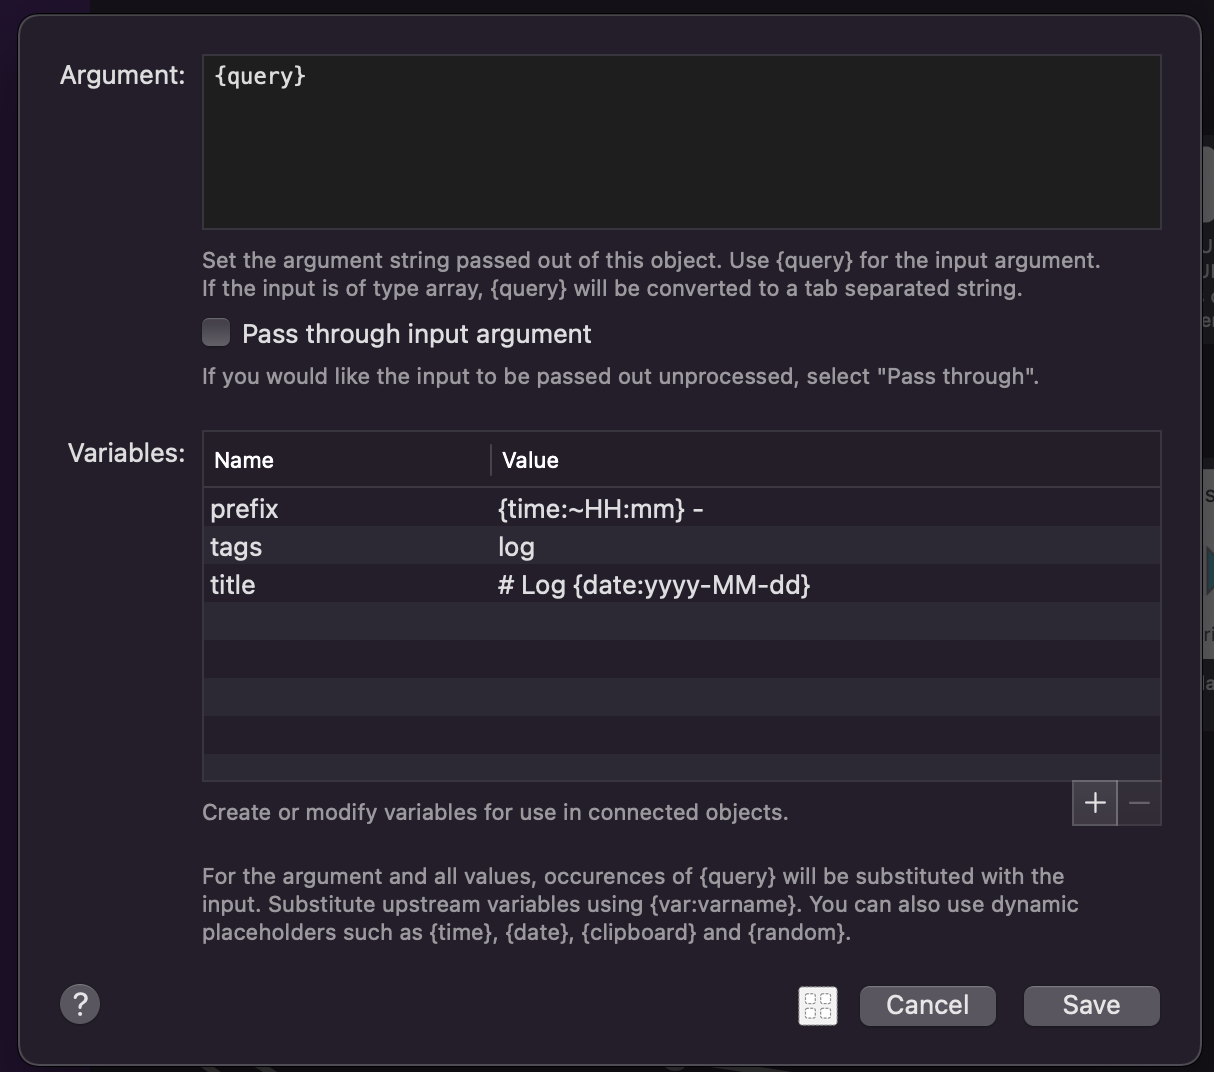 Argument:
{query}
Set the argument string passed out of this object. Use {query} for the input argument.
If the input is of type array, {query} will be converted to a tab separated string.
Pass through input argument
If you would like the input to be passed out unprocessed, select "Pass through".
Variables:
Name Value
prefix {time:~HH:mm} -
tags log
title # Log {date:yyyy-MM-dd}
Create or modify variables for use in connected objects.
+ −
For the argument and all values, occurences of {query} will be substituted with the
input. Substitute upstream variables using {var:varname}. You can also use dynamic
placeholders such as {time}, {date}, {clipboard} and {random}.
? Cancel Save